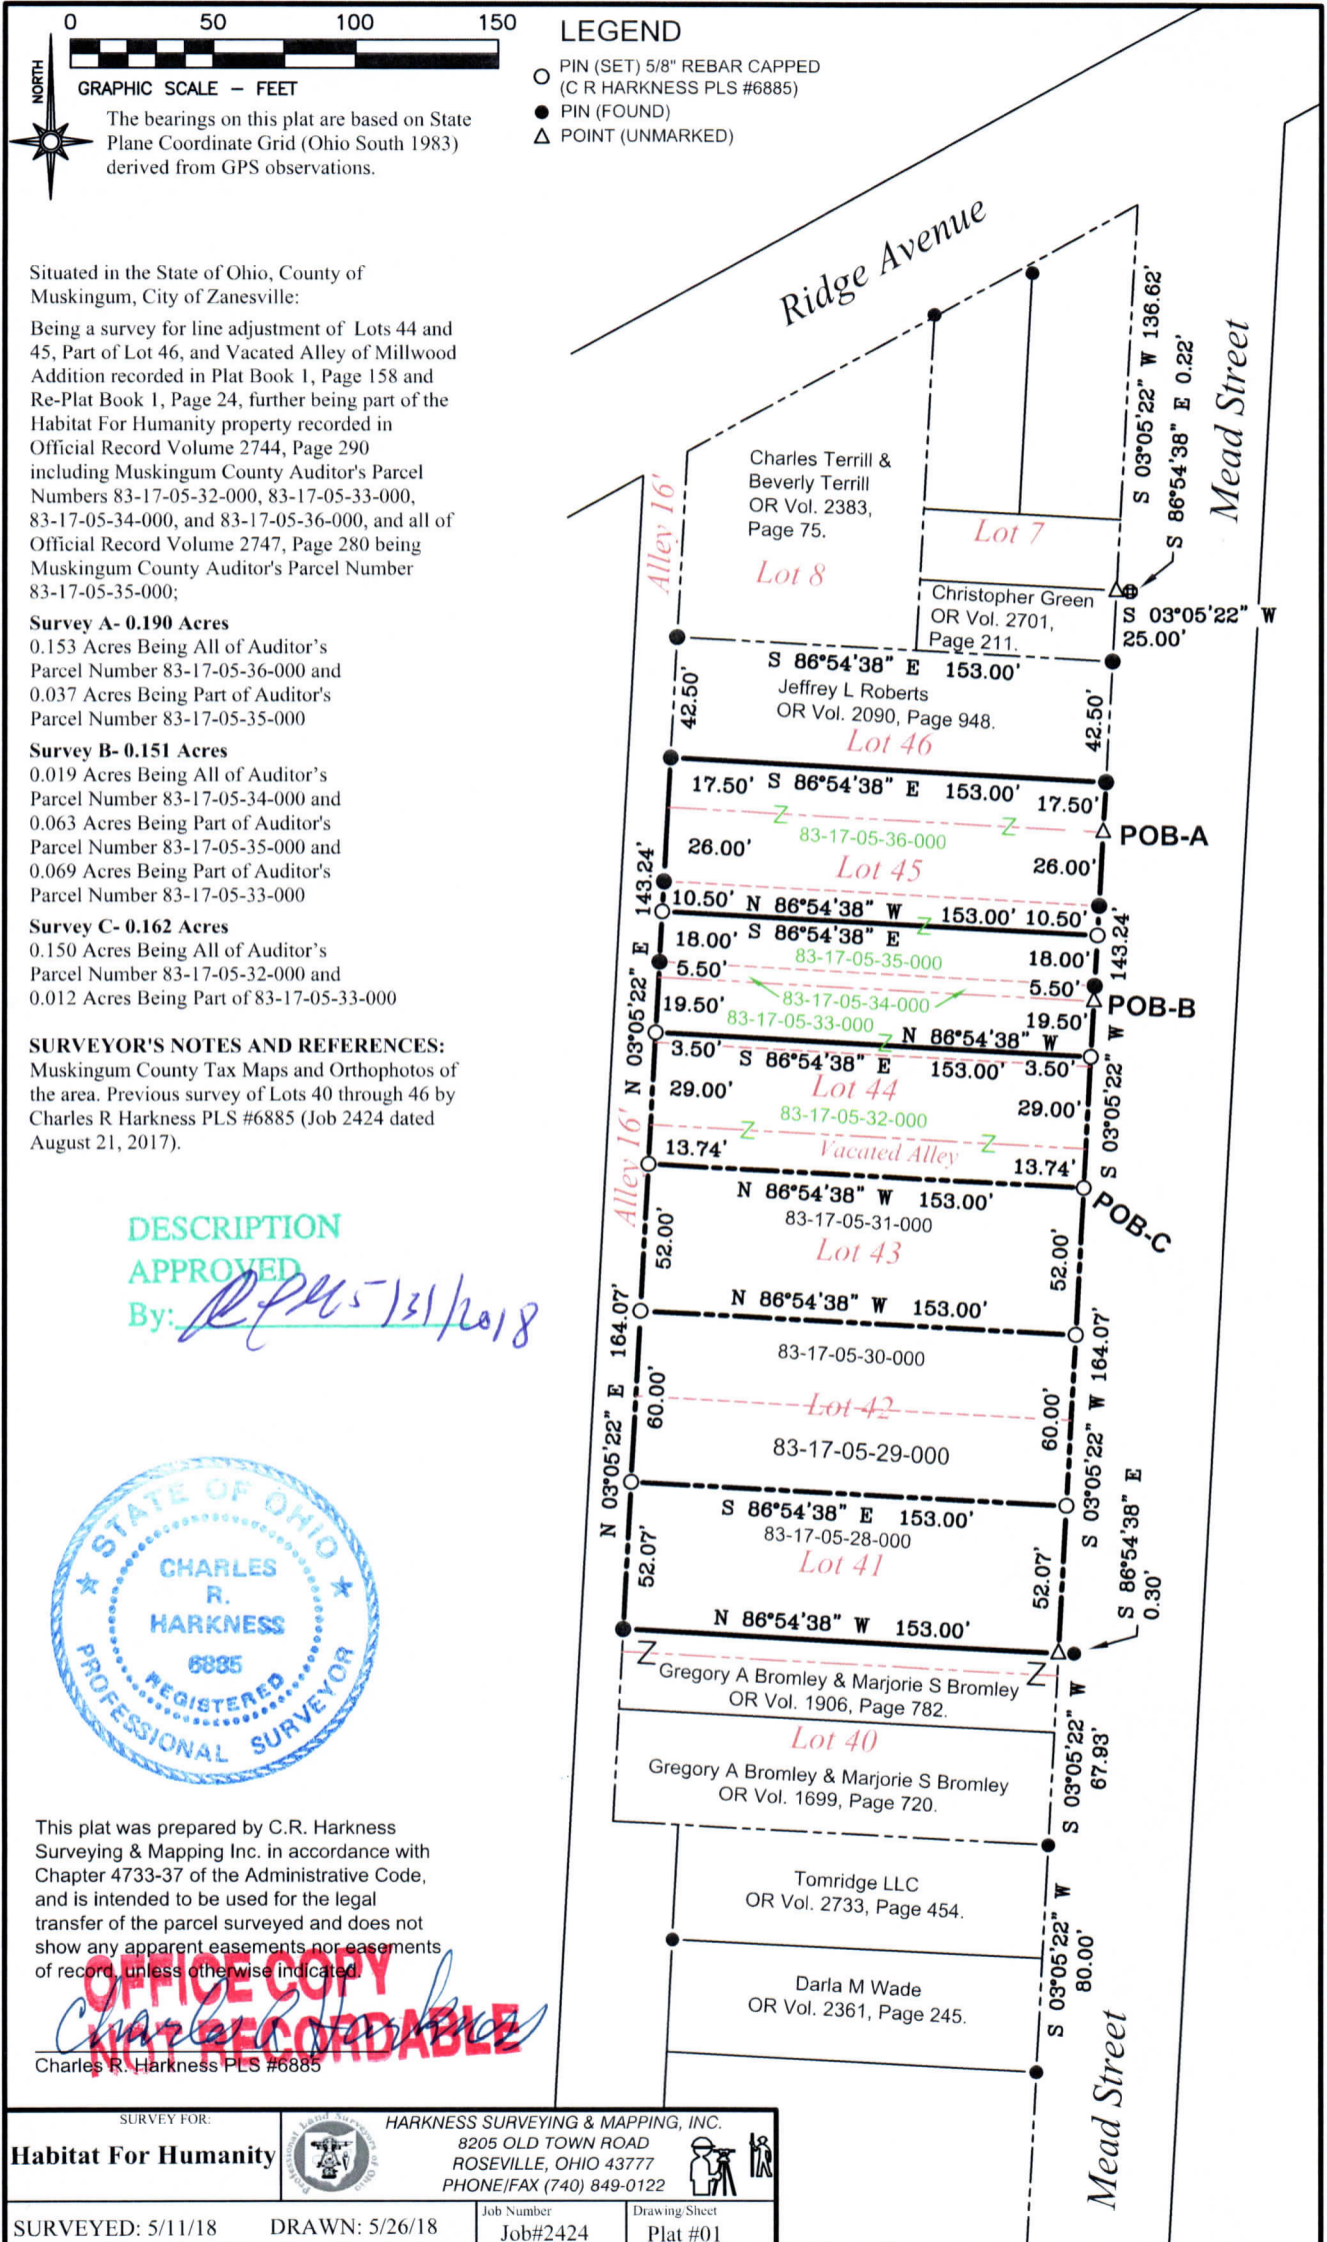 0 50 100 150
GRAPHIC SCALE – FEET
NORTH
The bearings on this plat are based on State
Plane Coordinate Grid (Ohio South 1983)
derived from GPS observations.
LEGEND
PIN (SET) 5/8" REBAR CAPPED
(C R HARKNESS PLS #6885)
PIN (FOUND)
POINT (UNMARKED)
Situated in the State of Ohio, County of
Muskingum, City of Zanesville:
Being a survey for line adjustment of Lots 44 and
45, Part of Lot 46, and Vacated Alley of Millwood
Addition recorded in Plat Book 1, Page 158 and
Re-Plat Book 1, Page 24, further being part of the
Habitat For Humanity property recorded in
Official Record Volume 2744, Page 290
including Muskingum County Auditor's Parcel
Numbers 83-17-05-32-000, 83-17-05-33-000,
83-17-05-34-000, and 83-17-05-36-000, and all of
Official Record Volume 2747, Page 280 being
Muskingum County Auditor's Parcel Number
83-17-05-35-000;
Survey A- 0.190 Acres
0.153 Acres Being All of Auditor's
Parcel Number 83-17-05-36-000 and
0.037 Acres Being Part of Auditor's
Parcel Number 83-17-05-35-000
Survey B- 0.151 Acres
0.019 Acres Being All of Auditor's
Parcel Number 83-17-05-34-000 and
0.063 Acres Being Part of Auditor's
Parcel Number 83-17-05-35-000 and
0.069 Acres Being Part of Auditor's
Parcel Number 83-17-05-33-000
Survey C- 0.162 Acres
0.150 Acres Being All of Auditor's
Parcel Number 83-17-05-32-000 and
0.012 Acres Being Part of 83-17-05-33-000
SURVEYOR'S NOTES AND REFERENCES:
Muskingum County Tax Maps and Orthophotos of
the area. Previous survey of Lots 40 through 46 by
Charles R Harkness PLS #6885 (Job 2424 dated
August 21, 2017).
DESCRIPTION
APPROVED
By: 5/31/2018
STATE OF OHIO
CHARLES
R.
HARKNESS
6885
REGISTERED
PROFESSIONAL SURVEYOR
This plat was prepared by C.R. Harkness
Surveying & Mapping Inc. in accordance with
Chapter 4733-37 of the Administrative Code,
and is intended to be used for the legal
transfer of the parcel surveyed and does not
show any apparent easements nor easements
of record, unless otherwise indicated.
OFFICE COPY
NOT RECORDABLE
Charles R Harkness
Charles R. Harkness PLS #6885
SURVEY FOR:
Habitat For Humanity
Professional Land Surveyors of Ohio
HARKNESS SURVEYING & MAPPING, INC.
8205 OLD TOWN ROAD
ROSEVILLE, OHIO 43777
PHONE/FAX (740) 849-0122
SURVEYED: 5/11/18 DRAWN: 5/26/18
Job Number
Job#2424
Drawing/Sheet
Plat #01
Ridge Avenue
Mead Street
S 03°05'22" W 136.62'
S 86°54'38" E 0.22'
Charles Terrill &
Beverly Terrill
OR Vol. 2383,
Page 75.
Alley 16'
Lot 7
Lot 8
Christopher Green
OR Vol. 2701,
Page 211.
S 03°05'22" W
25.00'
S 86°54'38" E 153.00'
Jeffrey L Roberts
OR Vol. 2090, Page 948.
42.50'
42.50'
Lot 46
17.50' S 86°54'38" E 153.00' 17.50'
Z Z
83-17-05-36-000
POB-A
26.00' Lot 45 26.00'
143.24'
10.50' N 86°54'38" W 153.00' 10.50'
Z
143.24'
18.00' S 86°54'38" E
83-17-05-35-000 18.00'
5.50' 5.50'
83-17-05-34-000
POB-B
19.50' 83-17-05-33-000 19.50'
Z
N 86°54'38" W
3.50' S 86°54'38" E 153.00' 3.50'
N 03°05'22" E
S 03°05'22" W
29.00' Lot 44 29.00'
83-17-05-32-000
Z Z
13.74' Vacated Alley 13.74'
Alley 16'
N 86°54'38" W 153.00'
POB-C
83-17-05-31-000
52.00' Lot 43 52.00'
N 86°54'38" W 153.00'
83-17-05-30-000
N 03°05'22" E 164.07'
S 03°05'22" W 164.07'
60.00' Lot 42 60.00'
83-17-05-29-000
S 86°54'38" E 153.00'
83-17-05-28-000
52.07' Lot 41 52.07'
S 86°54'38" E
0.30'
N 86°54'38" W 153.00'
Z Z
Gregory A Bromley & Marjorie S Bromley
OR Vol. 1906, Page 782.
Lot 40
Gregory A Bromley & Marjorie S Bromley
OR Vol. 1699, Page 720.
S 03°05'22" W
67.93'
Tomridge LLC
OR Vol. 2733, Page 454.
Darla M Wade
OR Vol. 2361, Page 245.
S 03°05'22" W
80.00'
Mead Street